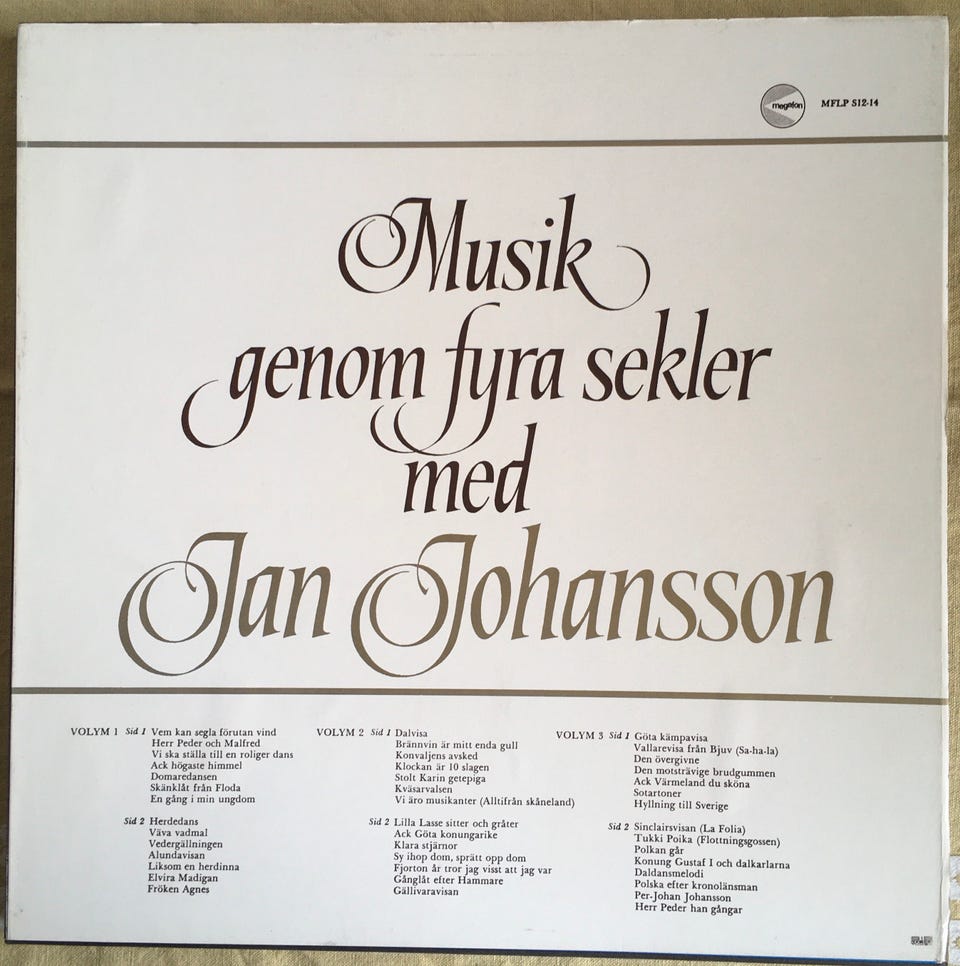 megafon MFLP S12-14
Musik
genom fyra sekler
med
Jan Johansson
VOLYM 1 Sid 1 Vem kan segla förutan vind
Herr Peder och Malfred
Vi ska ställa till en roliger dans
Ack högaste himmel
Domaredansen
Skänklåt från Floda
En gång i min ungdom
Sid 2 Herdedans
Väva vadmal
Vedergällningen
Alundavisan
Liksom en herdinna
Elvira Madigan
Fröken Agnes
VOLYM 2 Sid 1 Dalvisa
Brännvin är mitt enda gull
Konvaljens avsked
Klockan är 10 slagen
Stolt Karin getepiga
Kväsarvalsen
Vi äro musikanter (Alltifrån skåneland)
Sid 2 Lilla Lasse sitter och gråter
Ack Göta konungarike
Klara stjärnor
Sy ihop dom, sprätt opp dom
Fjorton år tror jag visst att jag var
Gånglåt efter Hammare
Gällivaravisan
VOLYM 3 Sid 1 Göta kämpavisa
Vallarevisa från Bjuv (Sa-ha-la)
Den övergivne
Den motsträvige brudgummen
Ack Värmeland du sköna
Sotartoner
Hyllning till Sverige
Sid 2 Sinclairsvisan (La Folia)
Tukki Poika (Flottningsgossen)
Polkan går
Konung Gustaf I och dalkarlarna
Daldansmelodi
Polska efter kronolänsman
Per-Johan Johansson
Herr Peder han gångar